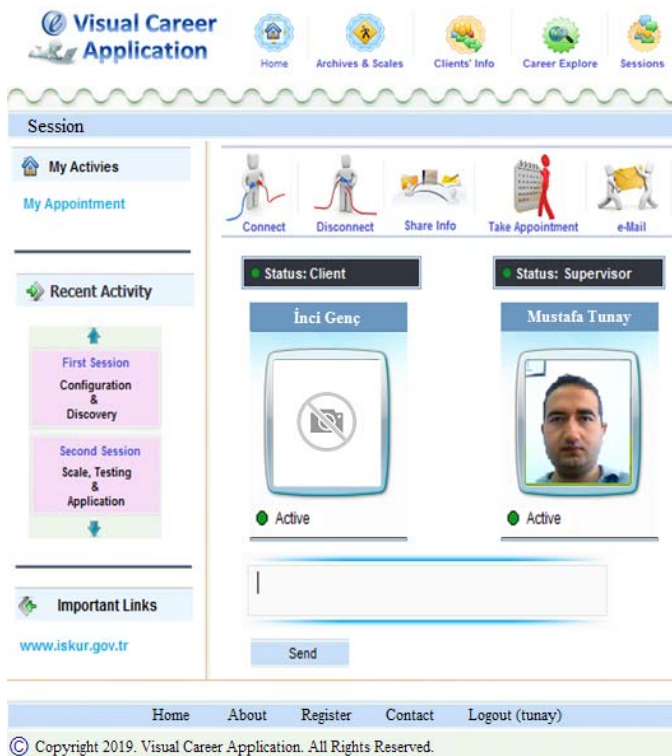 Visual Career
Application
Home
Archives & Scales
Clients' Info
Career Explore
Sessions
Session
My Activies
My Appointment
Connect
Disconnect
Share Info
Take Appointment
e-Mail
Recent Activity
First Session
Configuration
&
Discovery
Second Session
Scale, Testing
&
Application
Important Links
www.iskur.gov.tr
Status: Client
İnci Genç
Active
Status: Supervisor
Mustafa Tunay
Active
Send
Home About Register Contact Logout (tunay)
© Copyright 2019. Visual Career Application. All Rights Reserved.